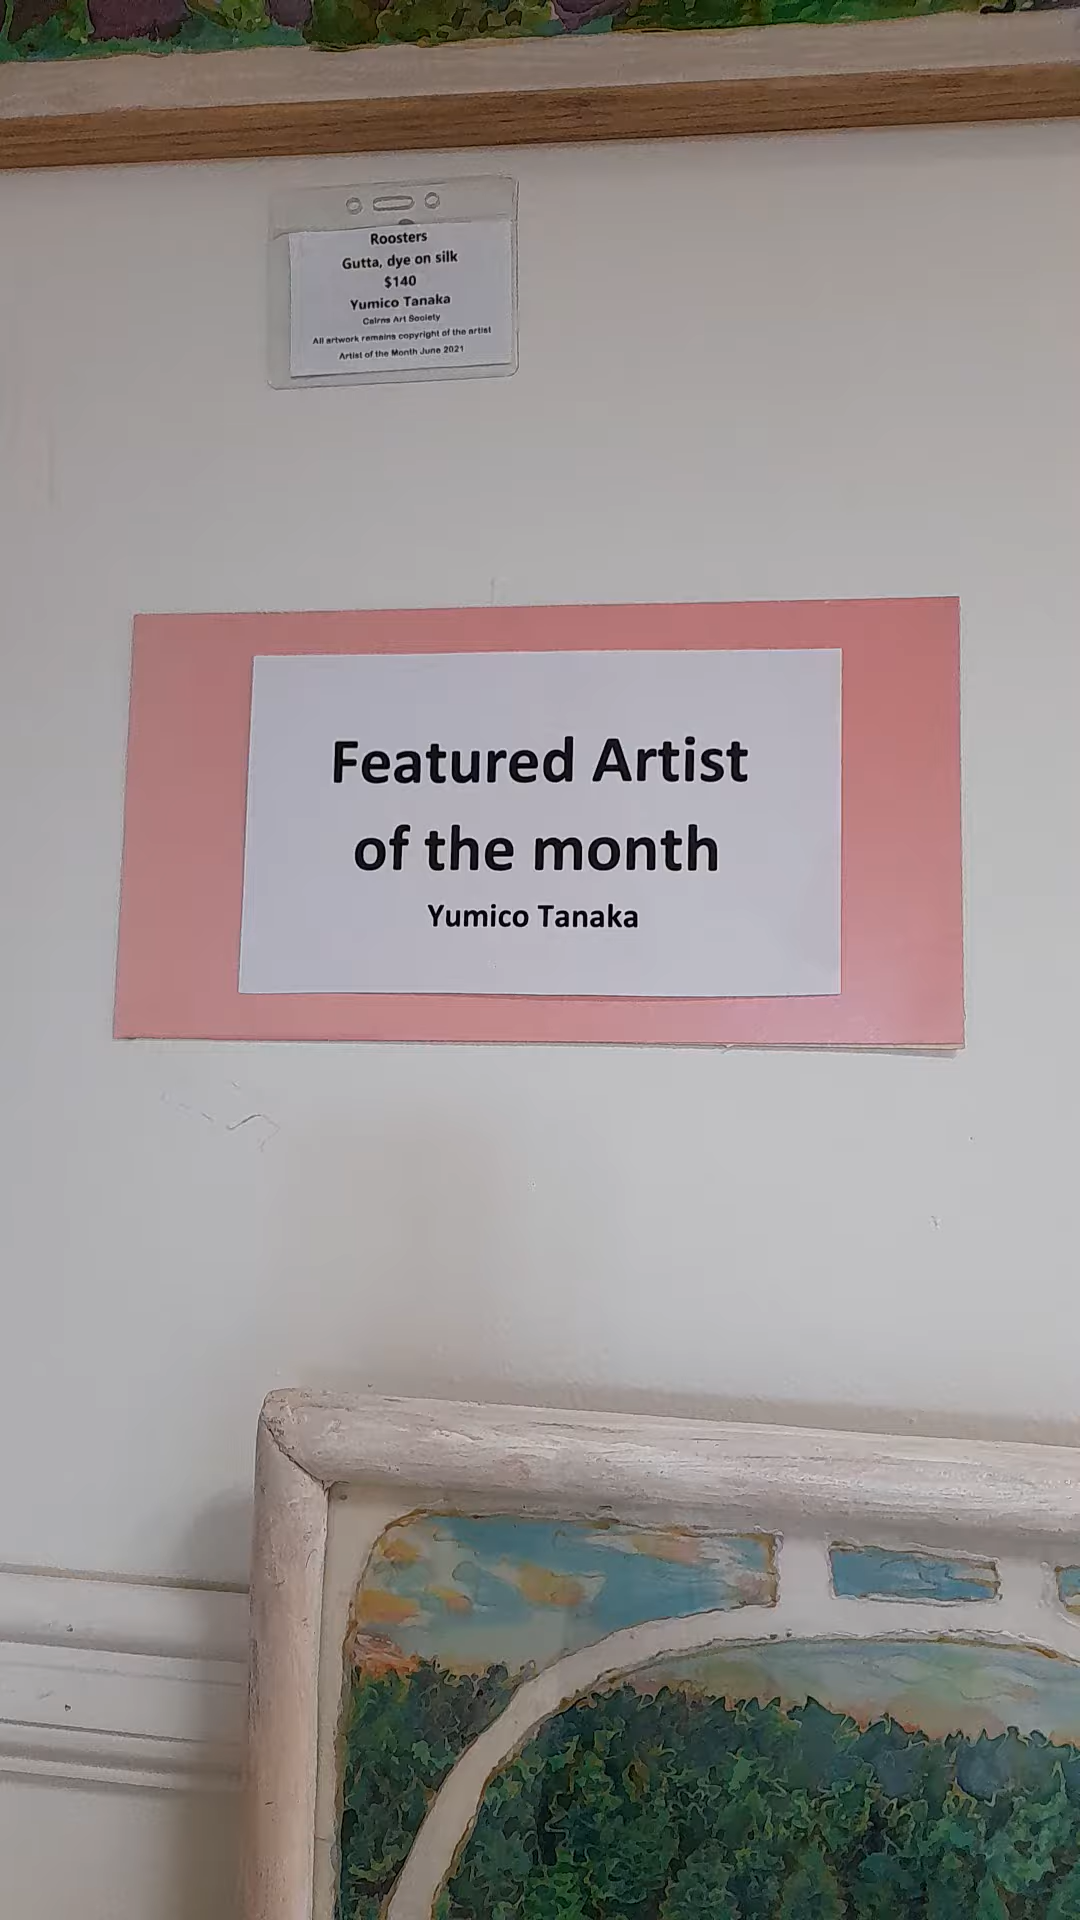 Roosters
Gutta, dye on silk
$140
Yumico Tanaka
Cairns Art Society
All artwork remains copyright of the artist
Artist of the Month June 2021
Featured Artist
of the month
Yumico Tanaka